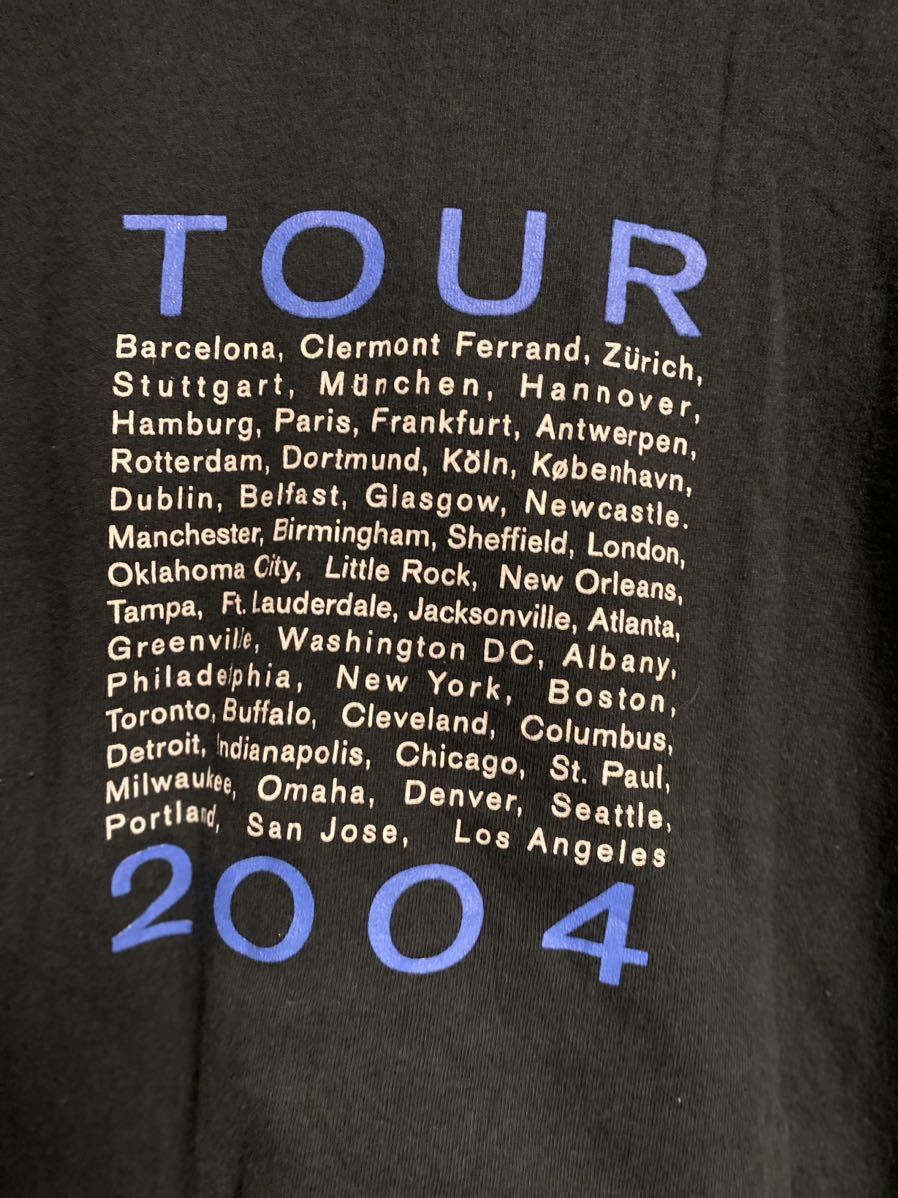 TOUR
Barcelona, Clermont Ferrand, Zürich,
Stuttgart, München, Hannover,
Hamburg, Paris, Frankfurt, Antwerpen,
Rotterdam, Dortmund, Köln, København,
Dublin, Belfast, Glasgow, Newcastle.
Manchester, Birmingham, Sheffield, London,
Oklahoma City, Little Rock, New Orleans,
Tampa, Ft. Lauderdale, Jacksonville, Atlanta,
Greenville, Washington DC, Albany,
Philadelphia, New York, Boston,
Toronto, Buffalo, Cleveland, Columbus,
Detroit, Indianapolis, Chicago, St. Paul,
Milwaukee, Omaha, Denver, Seattle,
Portland, San Jose, Los Angeles
2004